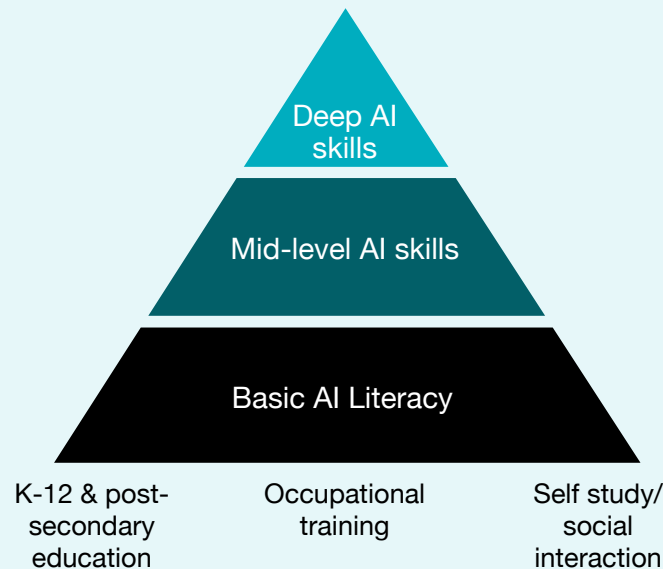 Deep AI
skills
Mid-level AI skills
Basic AI Literacy
K-12 & post-
secondary
education
Occupational
training
Self study/
social
interaction